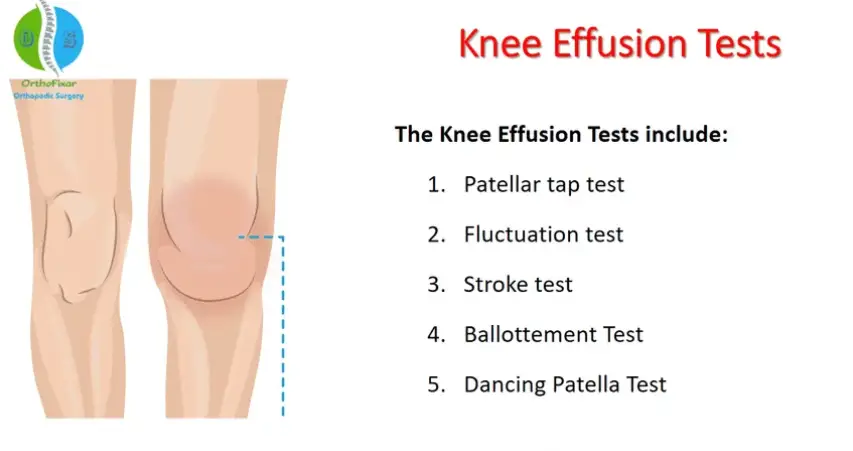 OrthoFixar
Orthopedic Surgery
Knee Effusion Tests
The Knee Effusion Tests include:
1. Patellar tap test
2. Fluctuation test
3. Stroke test
4. Ballottement Test
5. Dancing Patella Test